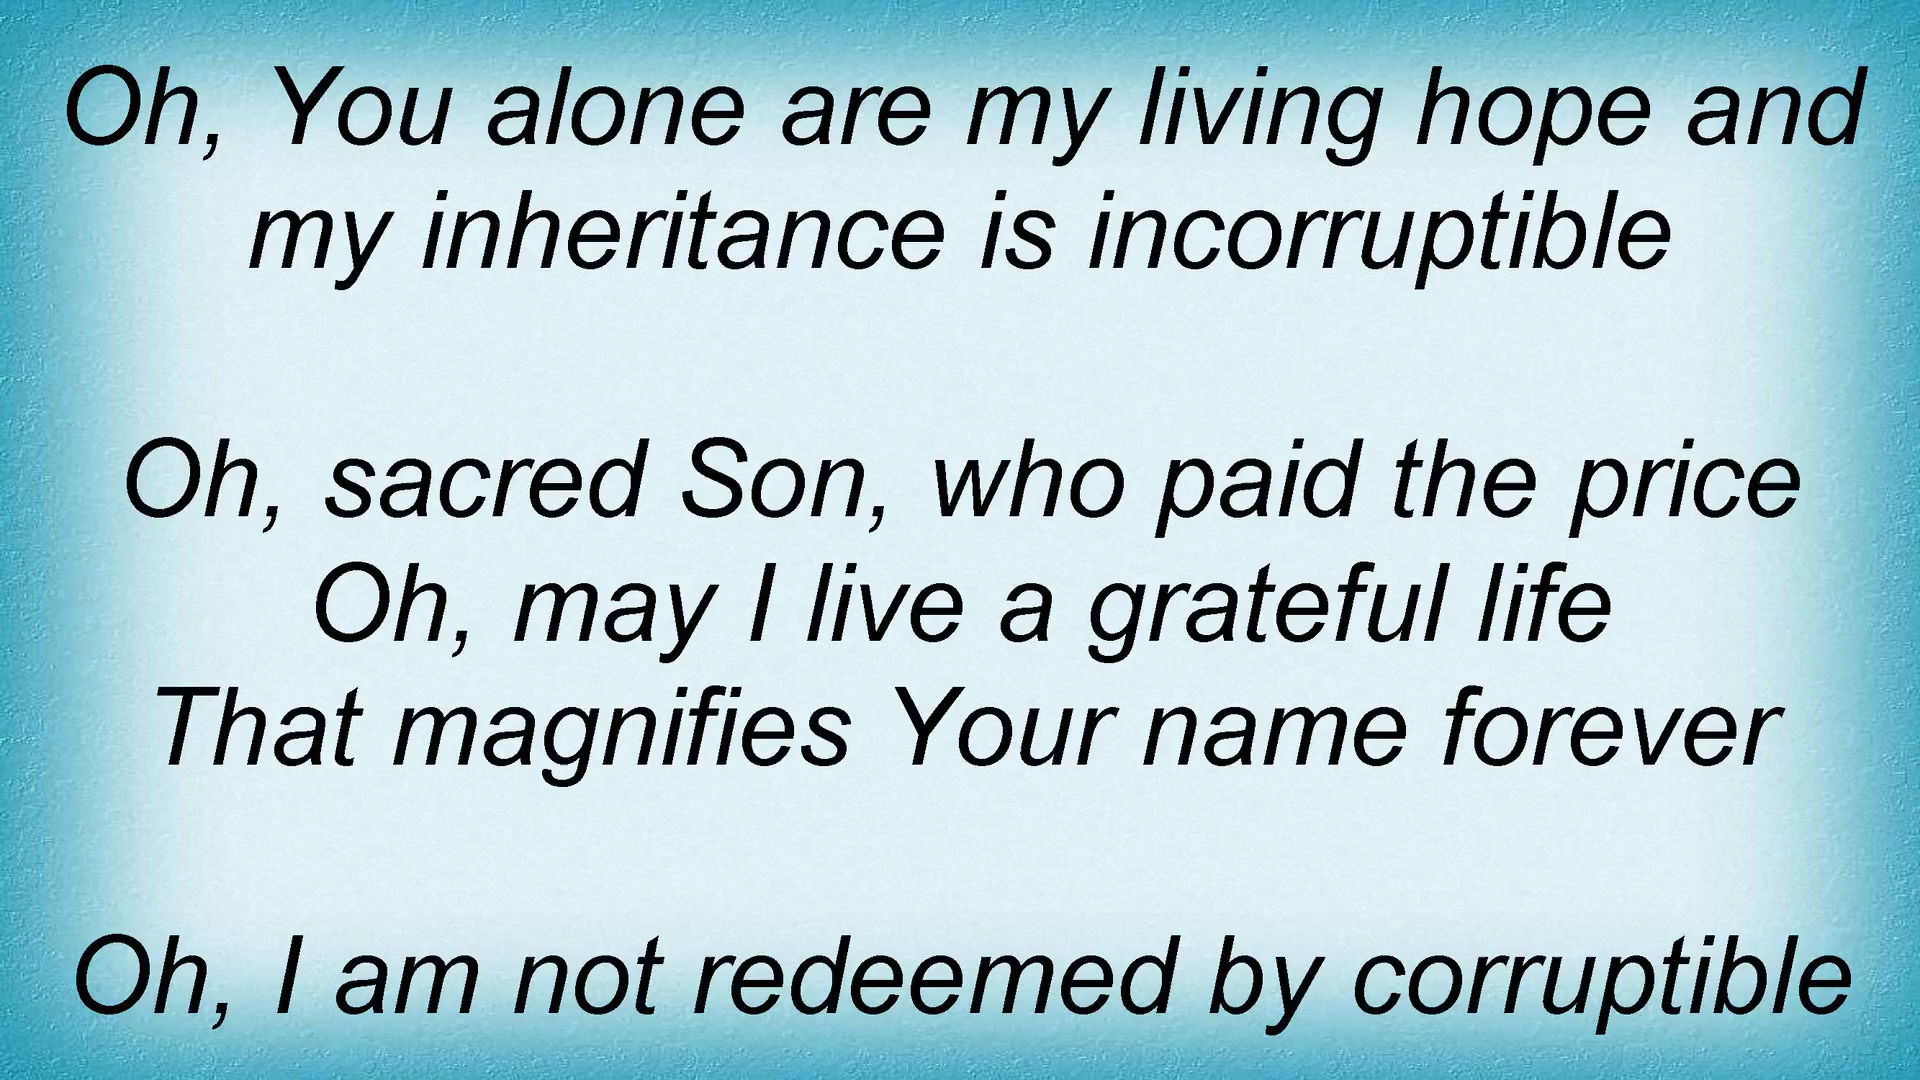 Oh, You alone are my living hope and
my inheritance is incorruptible
Oh, sacred Son, who paid the price
Oh, may I live a grateful life
That magnifies Your name forever
Oh, I am not redeemed by corruptible